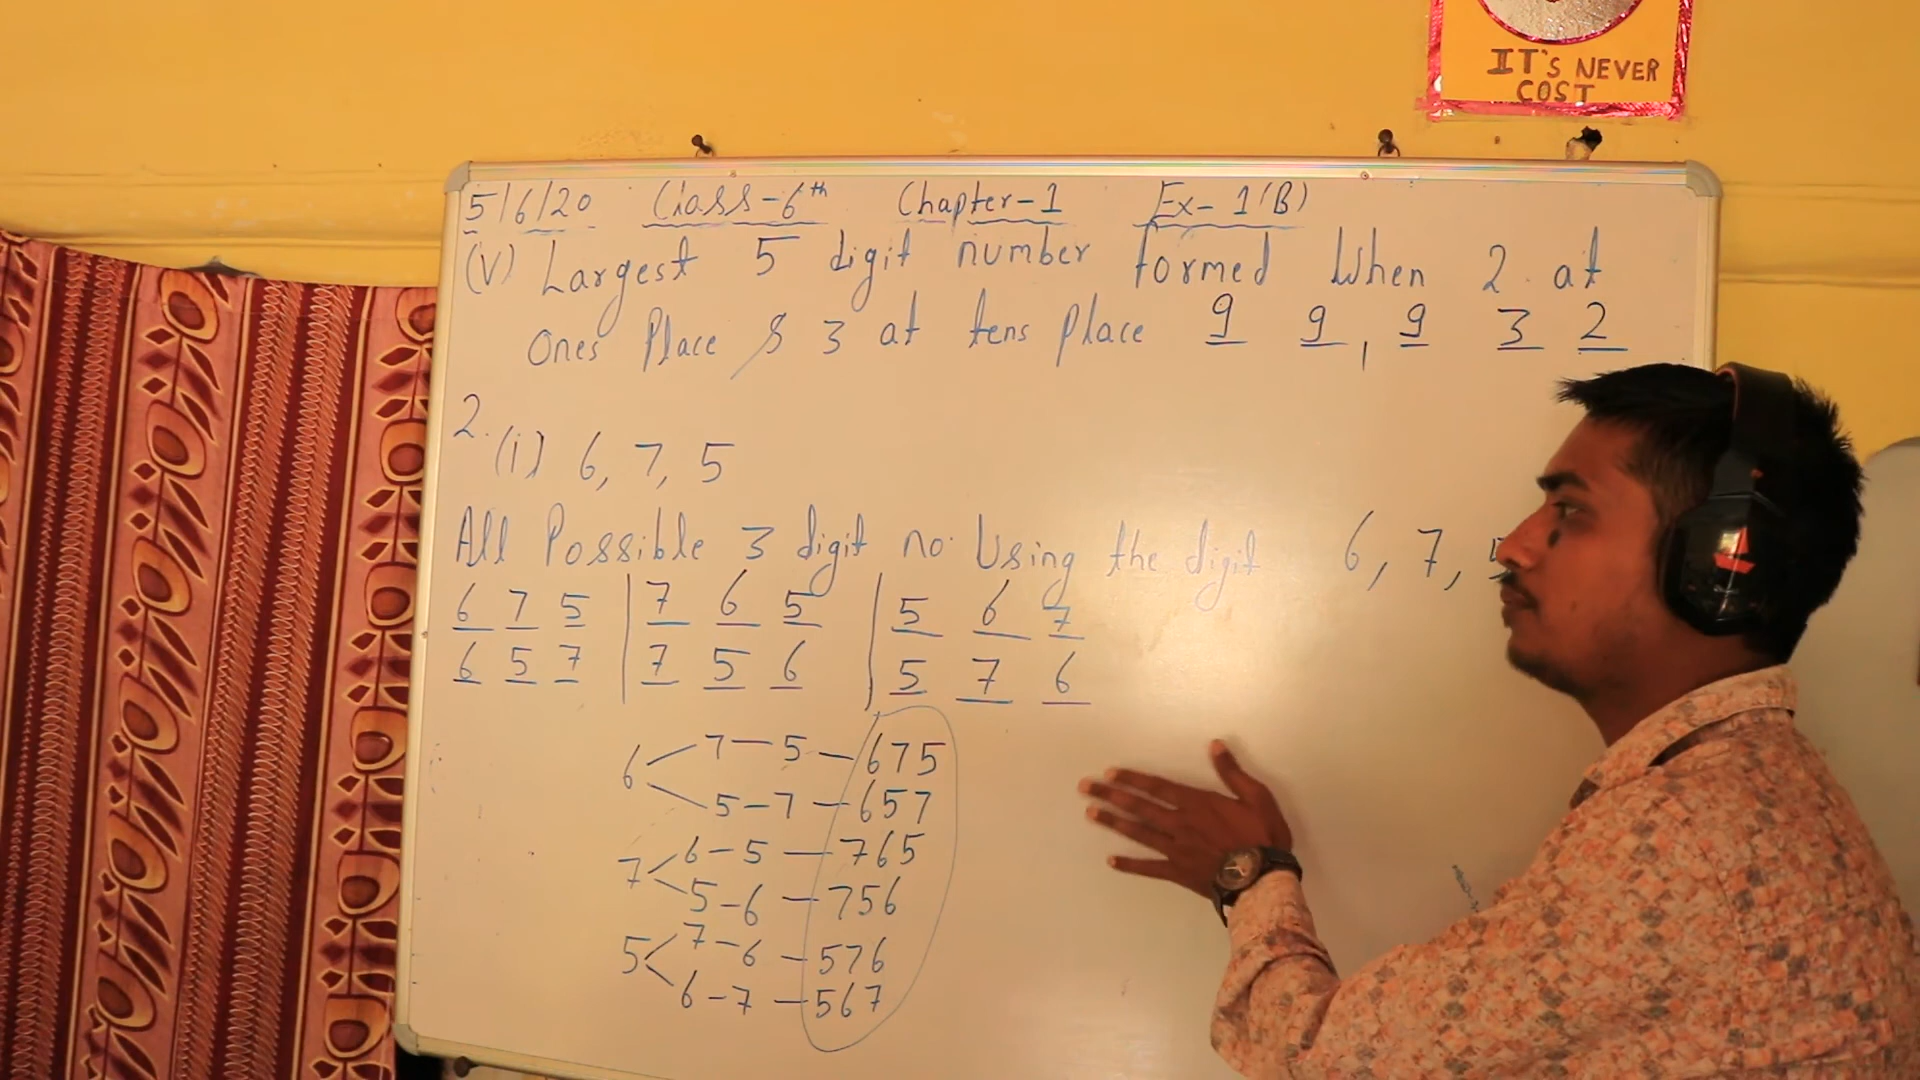 IT'S NEVER
COST
5/6/20 Class-6th Chapter-1 Ex-1(B)
(V) Largest 5 digit number formed When 2 at
Ones Place & 3 at tens place 9 9, 9 3 2
2.
(i) 6, 7, 5
All Possible 3 digit no. Using the digit 6, 7, 5
6 7 5 | 7 6 5 | 5 6 7
6 5 7 | 7 5 6 | 5 7 6
6 < 7 — 5 — 675
5 - 7 — 657
7 < 6 - 5 — 765
5 - 6 — 756
5 < 7 - 6 — 576
6 - 7 — 567